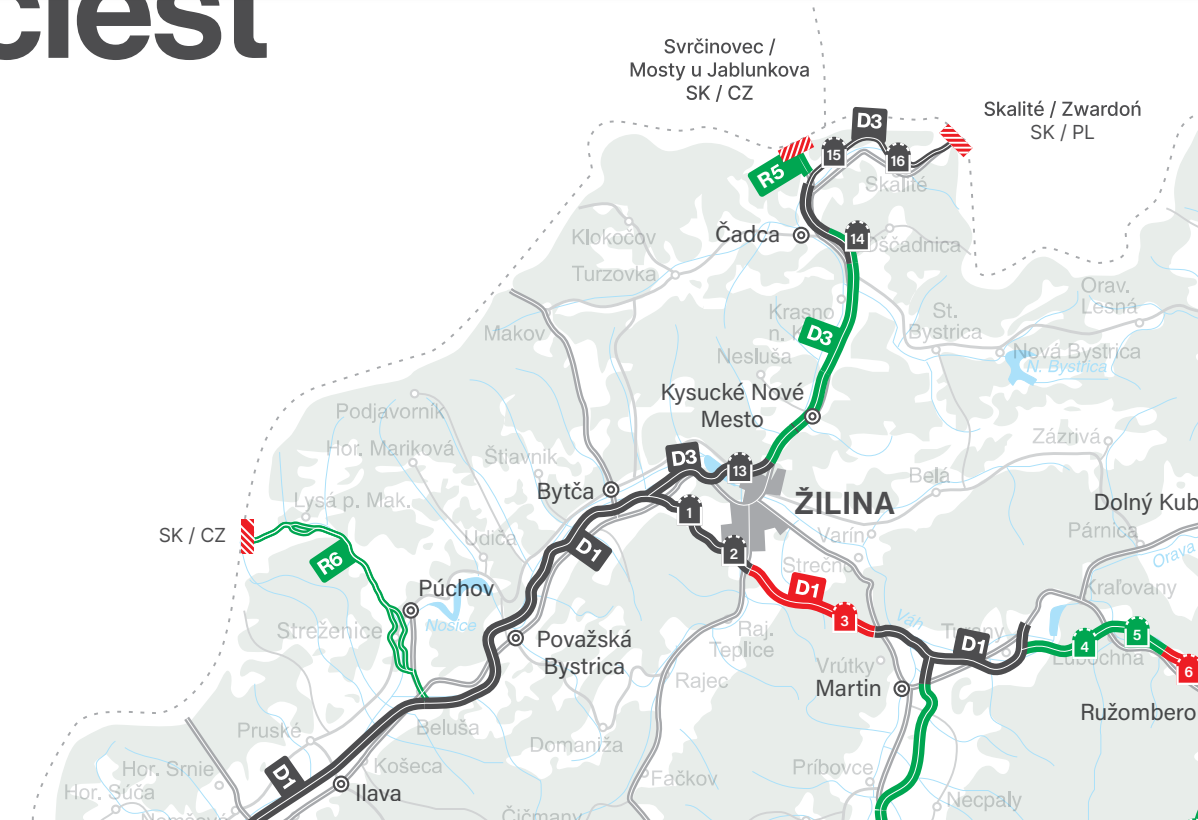 ciest
Svrčinovec /
Mosty u Jablunkova
SK / CZ
Skalité / Zwardoń
SK / PL
D3
15
16
R5
Skalité
Čadca
14
Oščadnica
Klokočov
Turzovka
Orav.
Lesná
Krasno
n. K
St.
Bystrica
D3
Makov
Nesluša
Nová Bystrica
N. Bystrica
Kysucké Nové
Mesto
Podjavorník
Hor. Mariková
Štiavnik
D3
13
Zázrivá
Belá
Lysá p. Mak.
Bytča
1
ŽILINA
Dolný Kub
SK / CZ
Udiča
D1
2
Varín
Párnica
Orava
R6
Strečno
Púchov
D1
Kraľovany
Nosice
3
Váh
Streženice
Považská
Bystrica
Raj.
Teplice
Turany
D1
4
5
Ľubochňa
6
Vrútky
Rajec
Martin
Ružombero
Beluša
Pruské
Domaniža
Košeca
Hor. Srnie
D1
Fačkov
Príbovce
Hor. Súča
Ilava
Necpaly
Nemšová
Čičmany